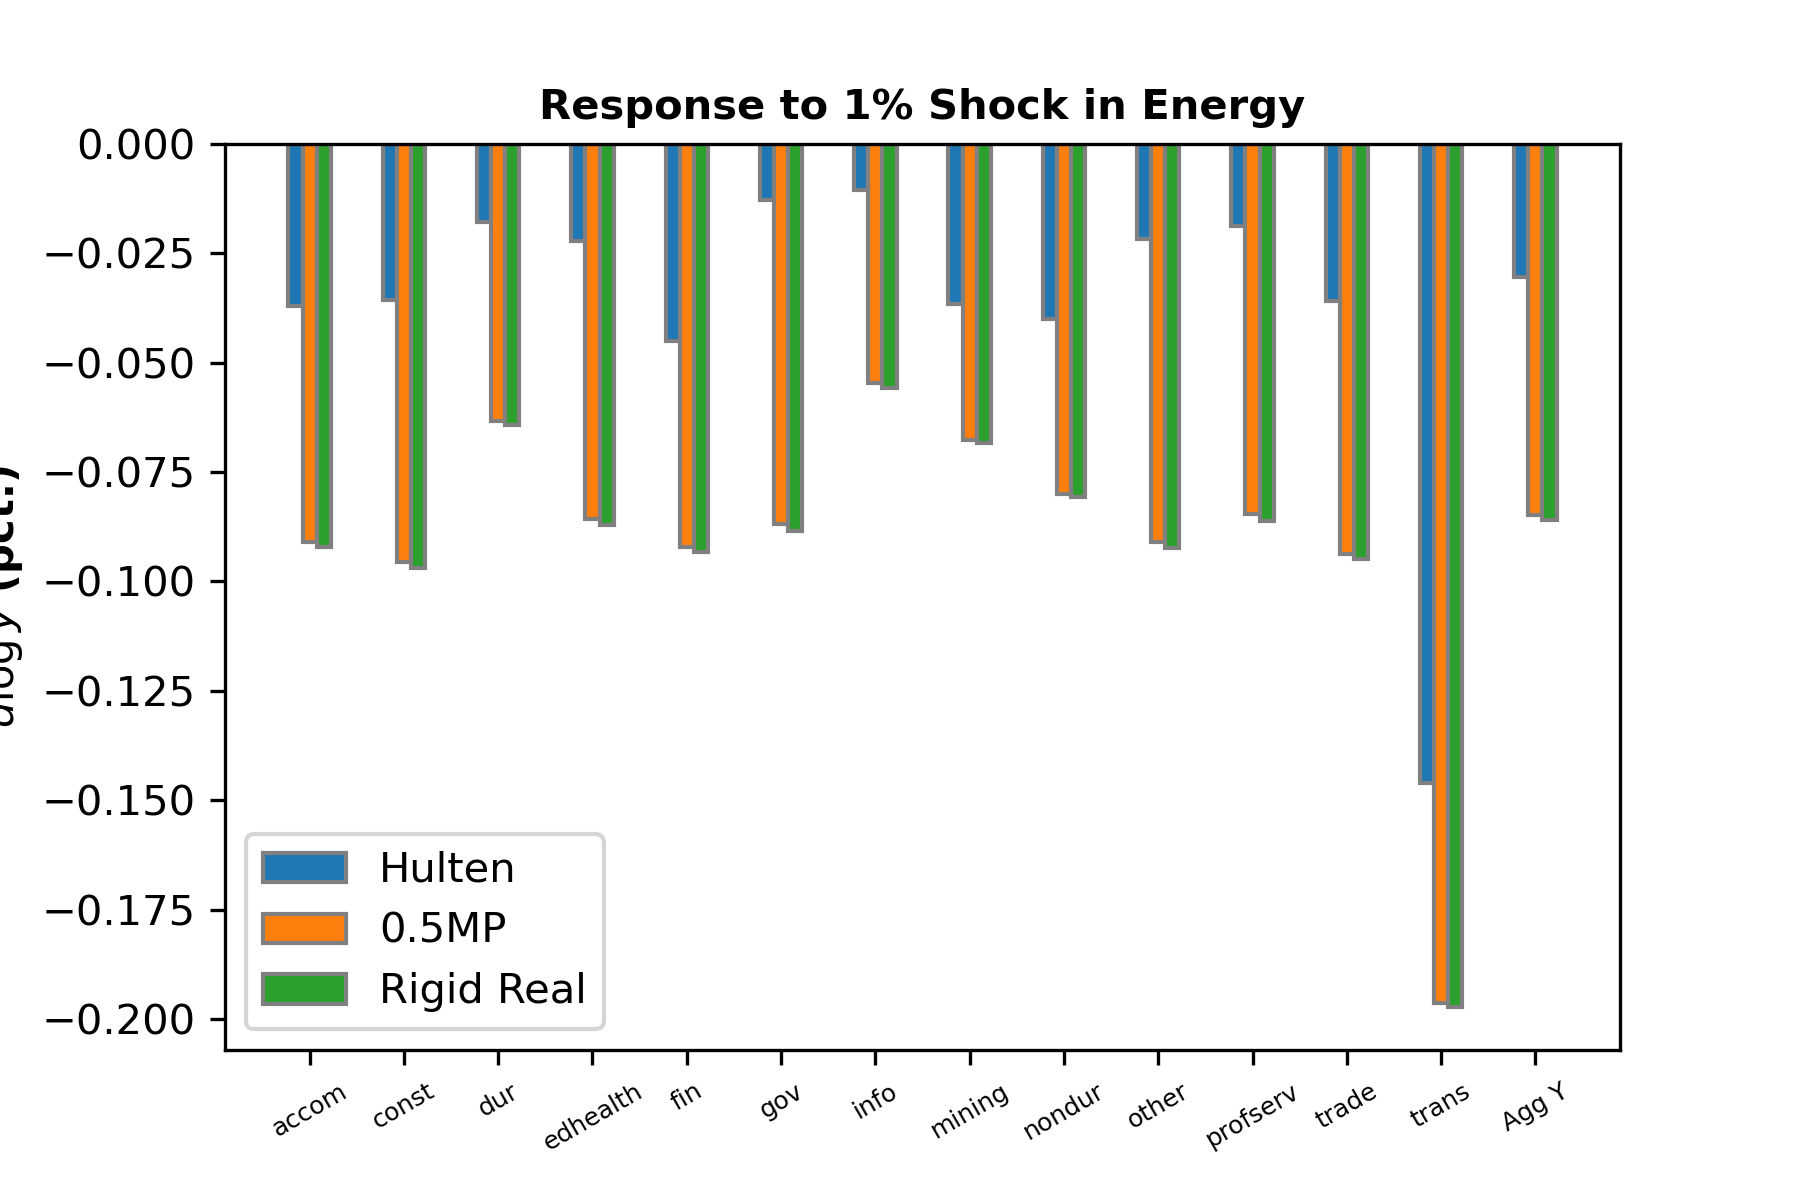 Response to 1% Shock in Energy
0.000
−0.025
−0.050
−0.075
−0.100
−0.125
−0.150
−0.175
−0.200
dlogy (pct.)
Hulten
0.5MP
Rigid Real
accom
const
dur
edhealth
fin
gov
info
mining
nondur
other
profserv
trade
trans
Agg Y